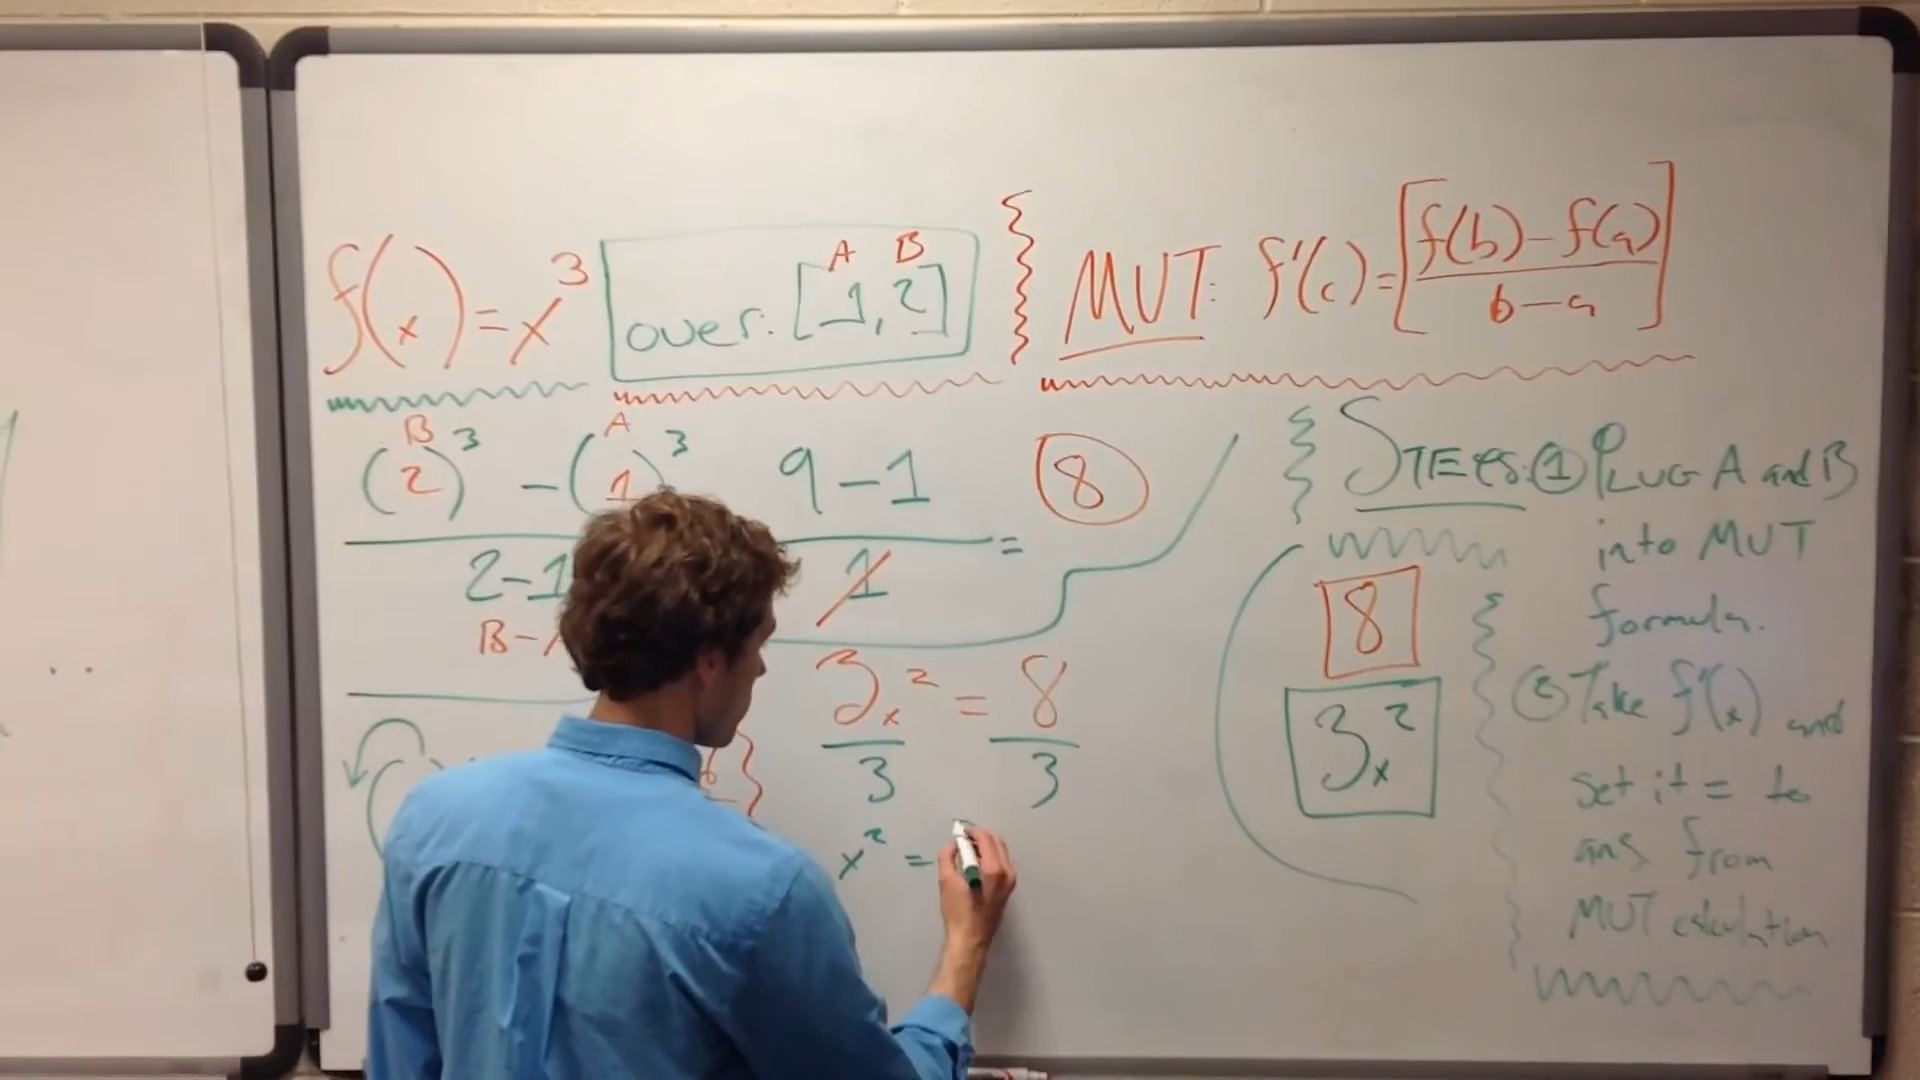 f(x) = x³
over: [1, 2]
A B
MVT: f'(c) = [f(b) - f(a) / b - a]
B A
(2)³ - (1)³
2 - 1
B -
9 - 1
1
=
8
3x² = 8
3 3
x² =
STEPS: ① PLUG A and B
into MVT
formula.
② Take f'(x) and
set it = to
ans from
MVT calculation
8
3x²